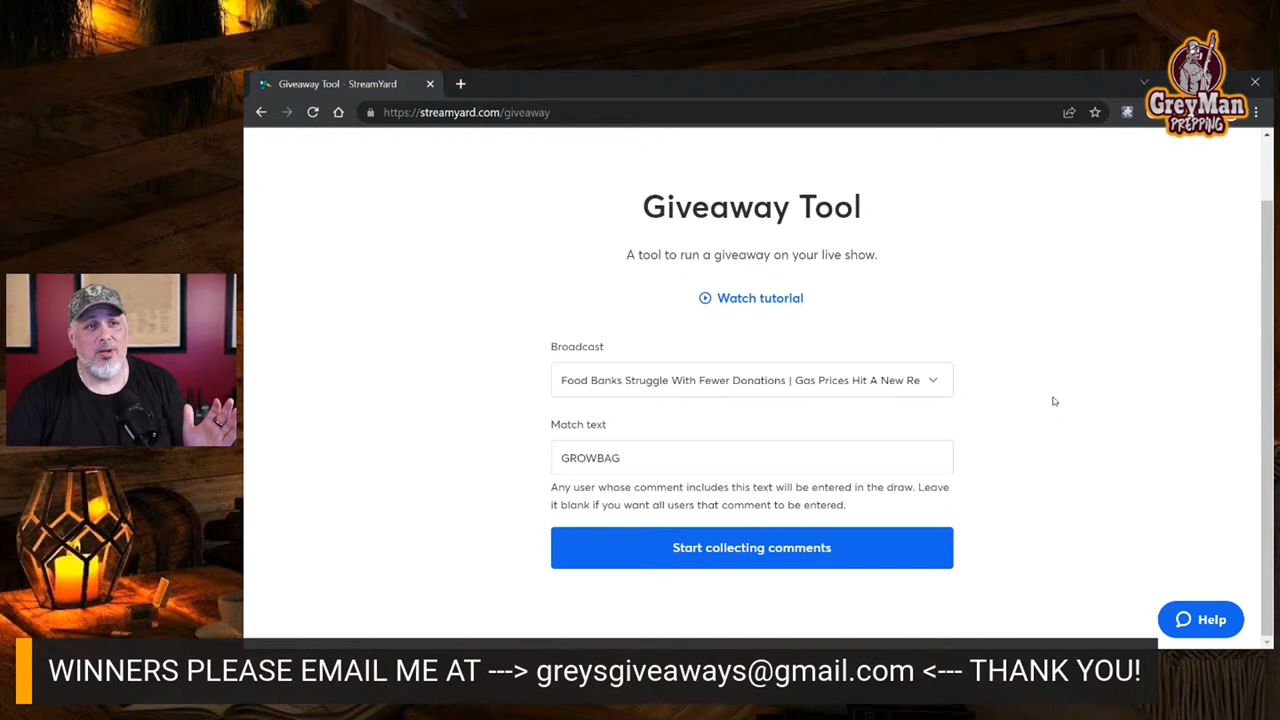 GreyMan
PREPPING
Giveaway Tool - StreamYard
https://streamyard.com/giveaway
Giveaway Tool
A tool to run a giveaway on your live show.
Watch tutorial
Broadcast
Food Banks Struggle With Fewer Donations | Gas Prices Hit A New Re
Match text
GROWBAG
Any user whose comment includes this text will be entered in the draw. Leave
it blank if you want all users that comment to be entered.
Start collecting comments
Help
WINNERS PLEASE EMAIL ME AT ---> greysgiveaways@gmail.com <--- THANK YOU!